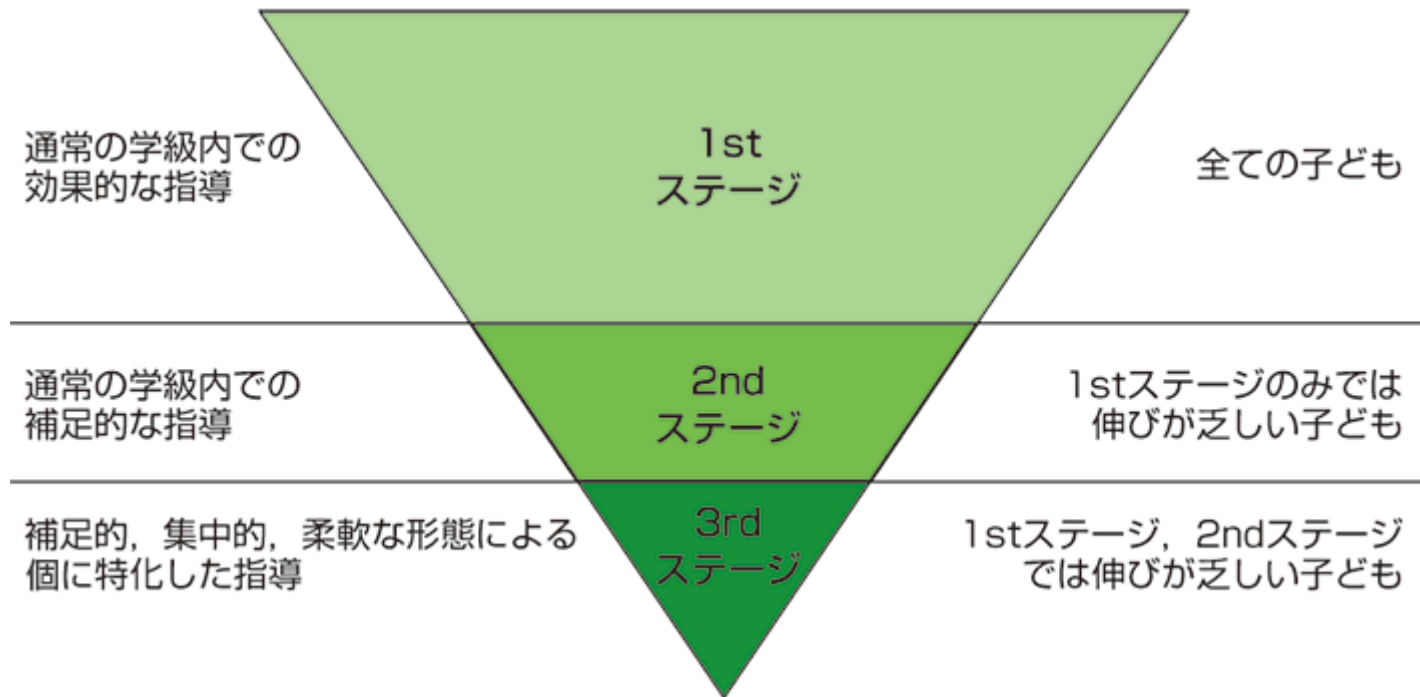 通常の学級内での
効果的な指導
1st
ステージ
全ての子ども
通常の学級内での
補足的な指導
2nd
ステージ
1stステージのみでは
伸びが乏しい子ども
補足的，集中的，柔軟な形態による
個に特化した指導
3rd
ステージ
1stステージ，2ndステージ
では伸びが乏しい子ども